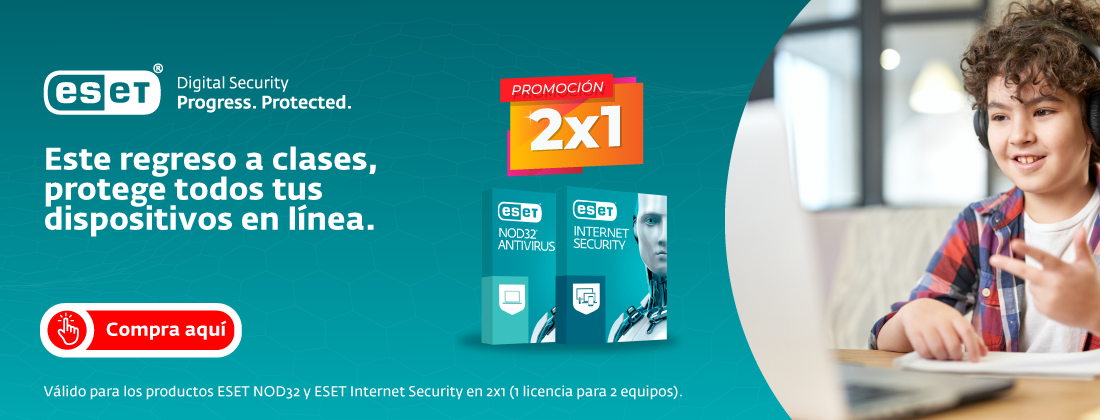 eset®
Digital Security
Progress. Protected.
Este regreso a clases,
protege todos tus
dispositivos en línea.
PROMOCIÓN
2x1
eset
NOD32®
ANTIVIRUS
eset
INTERNET
SECURITY
Compra aquí
Válido para los productos ESET NOD32 y ESET Internet Security en 2x1 (1 licencia para 2 equipos).